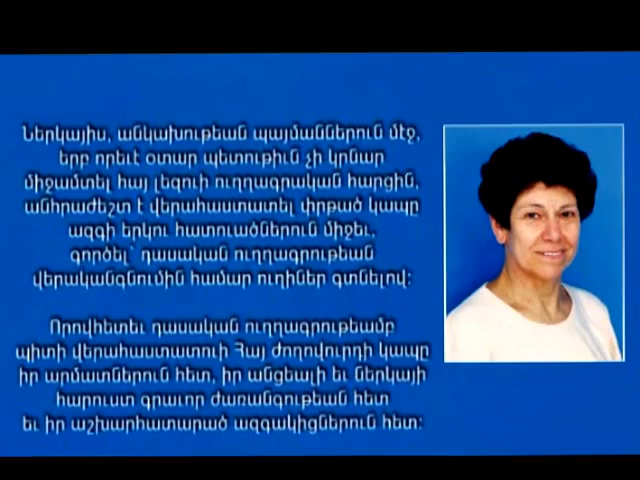 Ներկայիս, անկախութեան պայմաններուն մէջ,
երբ որեւէ օտար պետութիւն չի կրնար
միջամտել հայ լեզուի ուղղագրական հարցին,
անհրաժեշտ է վերահաստատել փրթած կապը
ազգի երկու հատուածներուն միջեւ,
գործել՝ դասական ուղղագրութեան
վերականգնումին համար ուղիներ գտնելով:
Որովհետեւ դասական ուղղագրութեամբ
պիտի վերահաստատուի Հայ ժողովուրդի կապը
իր արմատներուն հետ, իր անցեալի եւ ներկայի
հարուստ գրաւոր ժառանգութեան հետ
եւ իր աշխարհատարած ազգակիցներուն հետ: